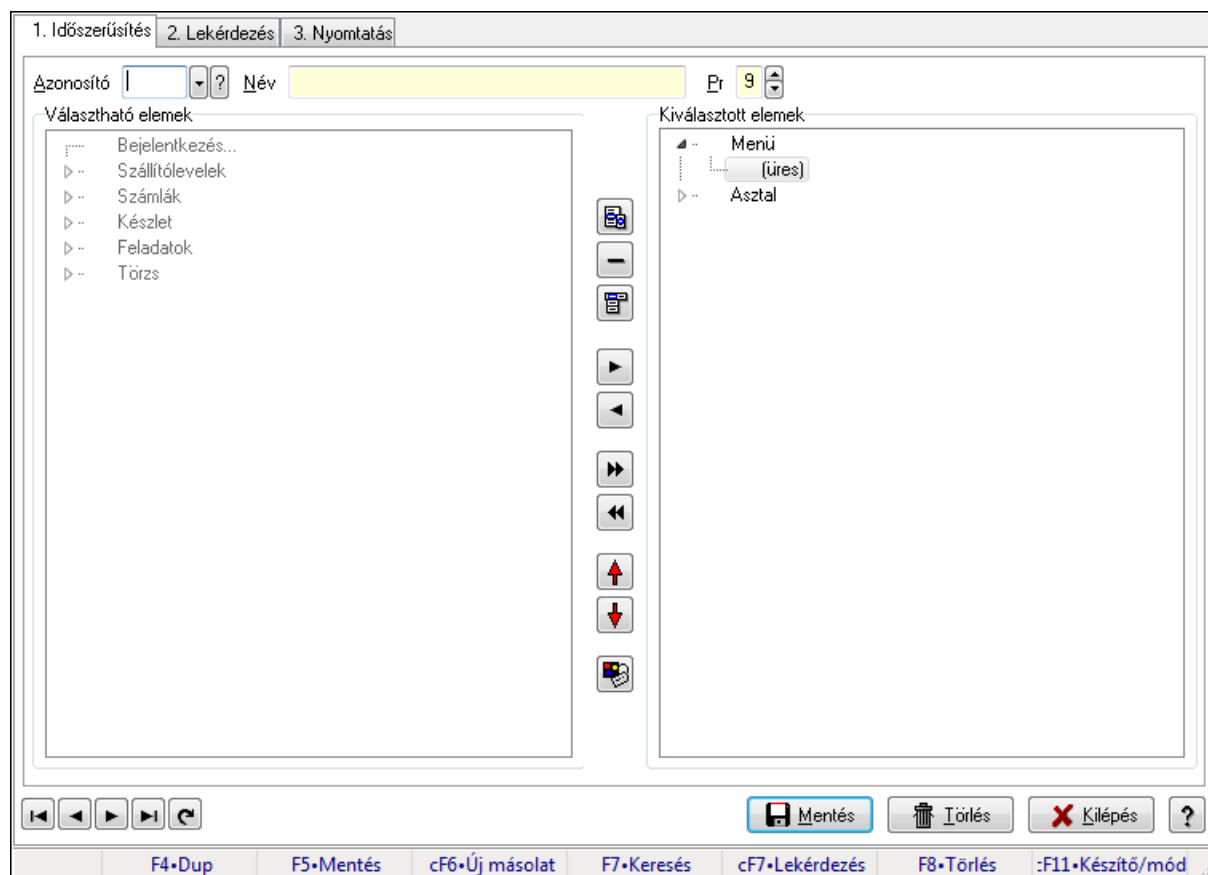 1. Időszerűsítés 2. Lekérdezés 3. Nyomtatás
Azonosító ? Név Pr 9
Választható elemek
Bejelentkezés...
Szállítólevelek
Számlák
Készlet
Feladatok
Törzs
Kiválasztott elemek
Menü
(üres)
Asztal
Mentés Törlés Kilépés ?
F4•Dup F5•Mentés cF6•Új másolat F7•Keresés cF7•Lekérdezés F8•Törlés :F11•Készítő/mód